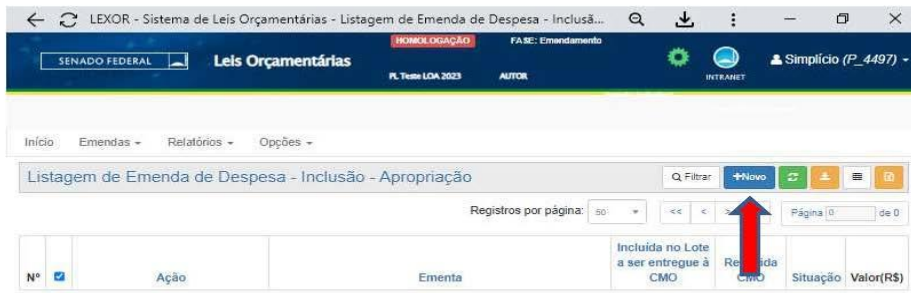 LEXOR - Sistema de Leis Orçamentárias - Listagem de Emenda de Despesa - Inclusã...
HOMOLOGAÇÃO FASE: Emendamento
SENADO FEDERAL Leis Orçamentárias INTRANET Simplício (P_4497)
PL Teste LOA 2023 AUTOR
Início Emendas Relatórios Opções
Listagem de Emenda de Despesa - Inclusão - Apropriação Filtrar +Novo
Registros por página: 50 << < Página 0 de 0
Nº Ação Ementa Incluída no Lote a ser entregue à CMO CMO Situação Valor(R$)